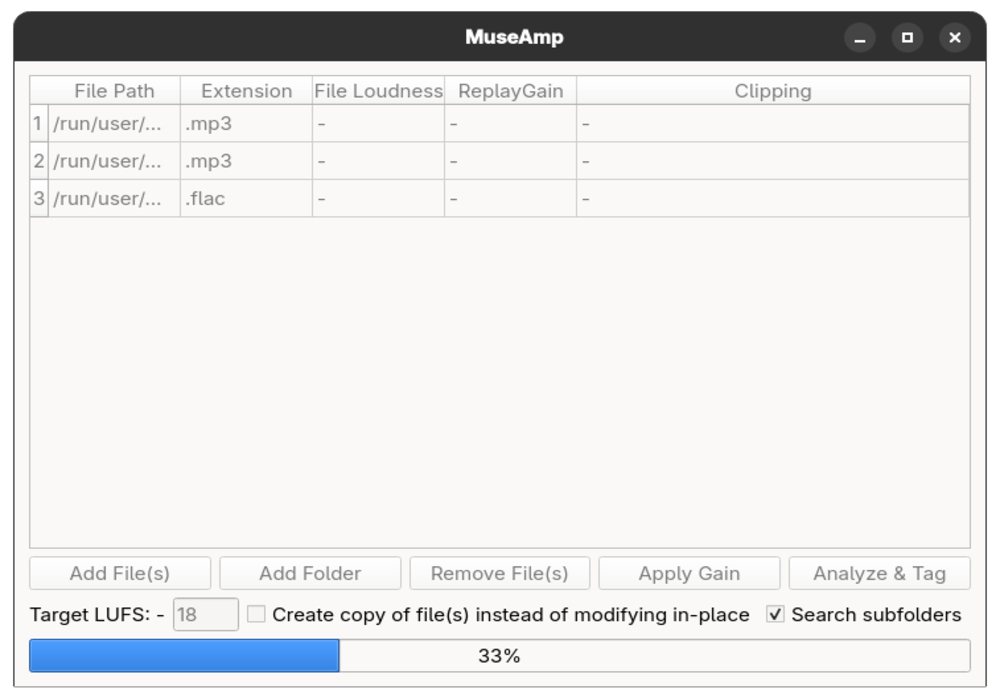 MuseAmp
File Path Extension File Loudness ReplayGain Clipping
1 /run/user/... .mp3 - - -
2 /run/user/... .mp3 - - -
3 /run/user/... .flac - - -
Add File(s) Add Folder Remove File(s) Apply Gain Analyze & Tag
Target LUFS: - 18 Create copy of file(s) instead of modifying in-place Search subfolders
33%